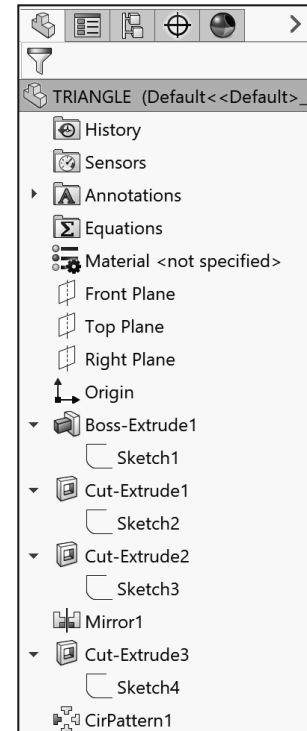 TRIANGLE (Default<<Default>_
History
Sensors
Annotations
Equations
Material <not specified>
Front Plane
Top Plane
Right Plane
Origin
Boss-Extrude1
Sketch1
Cut-Extrude1
Sketch2
Cut-Extrude2
Sketch3
Mirror1
Cut-Extrude3
Sketch4
CirPattern1